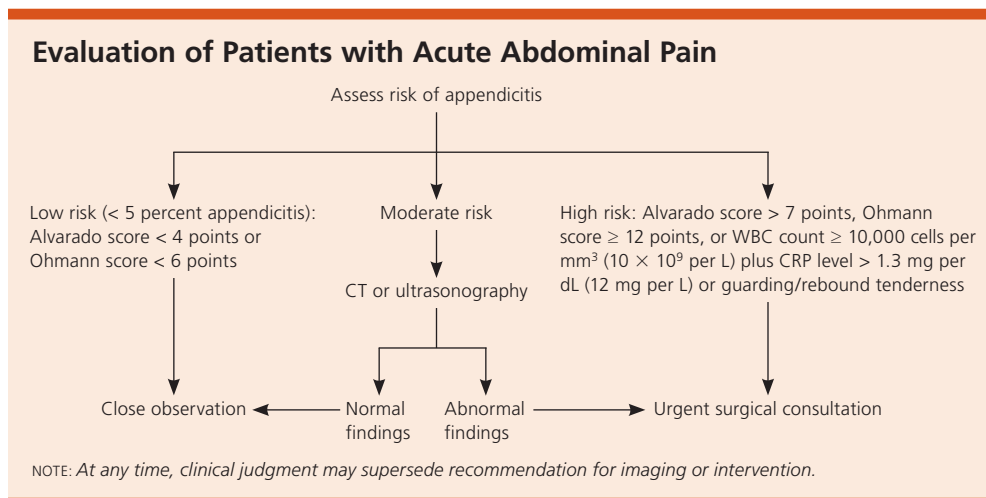 Evaluation of Patients with Acute Abdominal Pain
Assess risk of appendicitis
Low risk (< 5 percent appendicitis):
Alvarado score < 4 points or
Ohmann score < 6 points
Moderate risk
CT or ultrasonography
High risk: Alvarado score > 7 points, Ohmann
score ≥ 12 points, or WBC count ≥ 10,000 cells per
mm³ (10 × 10⁹ per L) plus CRP level > 1.3 mg per
dL (12 mg per L) or guarding/rebound tenderness
Close observation
Normal
findings
Abnormal
findings
Urgent surgical consultation
NOTE: At any time, clinical judgment may supersede recommendation for imaging or intervention.